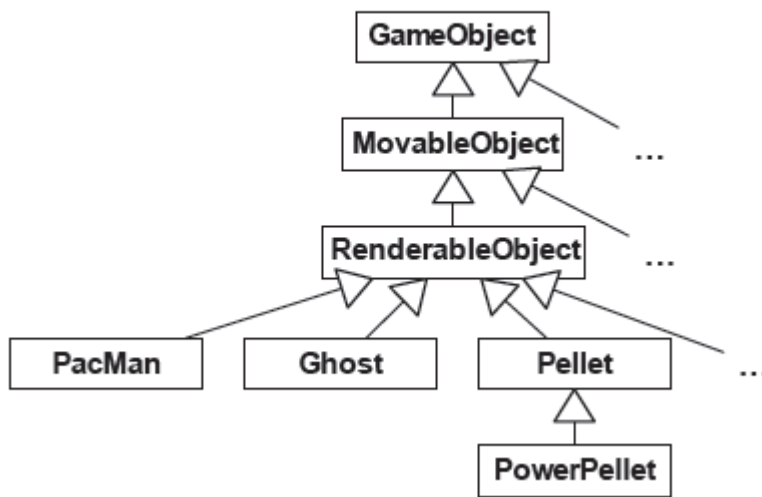 GameObject
...
MovableObject
...
RenderableObject
PacMan
Ghost
Pellet
...
PowerPellet